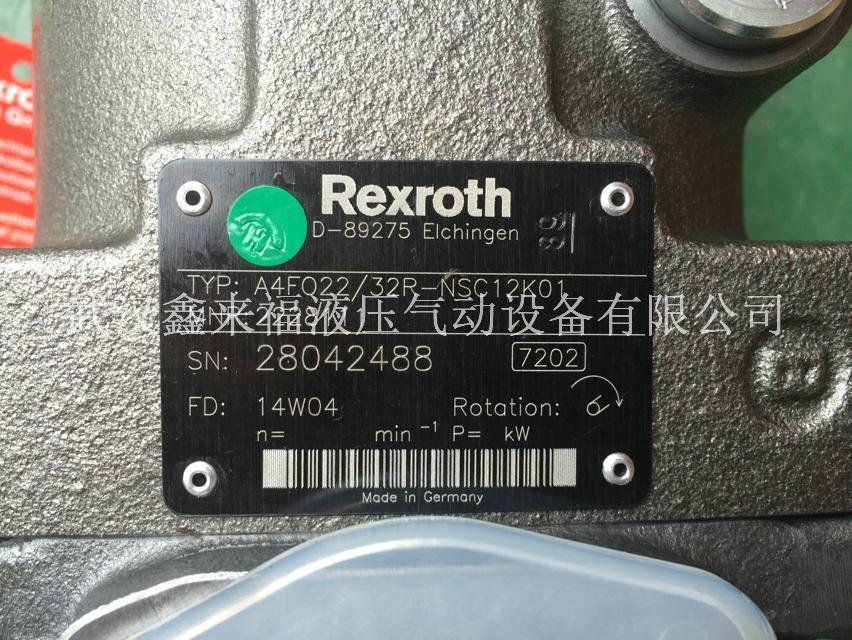 Rexroth
D-89275 Elchingen
89
TYP: A4FO22/32R-NSC12K01
武汉鑫来福液压气动设备有限公司
SN: 28042488 7202
FD: 14W04 Rotation:
n= min⁻¹ P= kW
Made in Germany
B